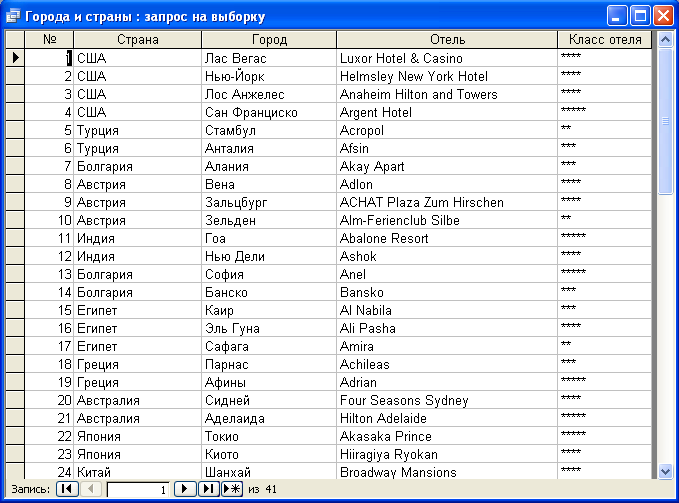 Города и страны : запрос на выборку
№ Страна Город Отель Класс отеля
1 США Лас Вегас Luxor Hotel & Casino ****
2 США Нью-Йорк Helmsley New York Hotel ****
3 США Лос Анжелес Anaheim Hilton and Towers ****
4 США Сан Франциско Argent Hotel *****
5 Турция Стамбул Acropol **
6 Турция Анталия Afsin ***
7 Болгария Алания Akay Apart ***
8 Австрия Вена Adlon ****
9 Австрия Зальцбург ACHAT Plaza Zum Hirschen ****
10 Австрия Зельден Alm-Ferienclub Silbe **
11 Индия Гоа Abalone Resort *****
12 Индия Нью Дели Ashok ****
13 Болгария София Anel *****
14 Болгария Банско Bansko ***
15 Египет Каир Al Nabila ***
16 Египет Эль Гуна Ali Pasha ****
17 Египет Сафага Amira **
18 Греция Парнас Achileas ***
19 Греция Афины Adrian *****
20 Австралия Сидней Four Seasons Sydney ****
21 Австралия Аделаида Hilton Adelaide *****
22 Япония Токио Akasaka Prince *****
23 Япония Киото Hiiragiya Ryokan ****
24 Китай Шанхай Broadway Mansions ****
Запись: 1 из 41